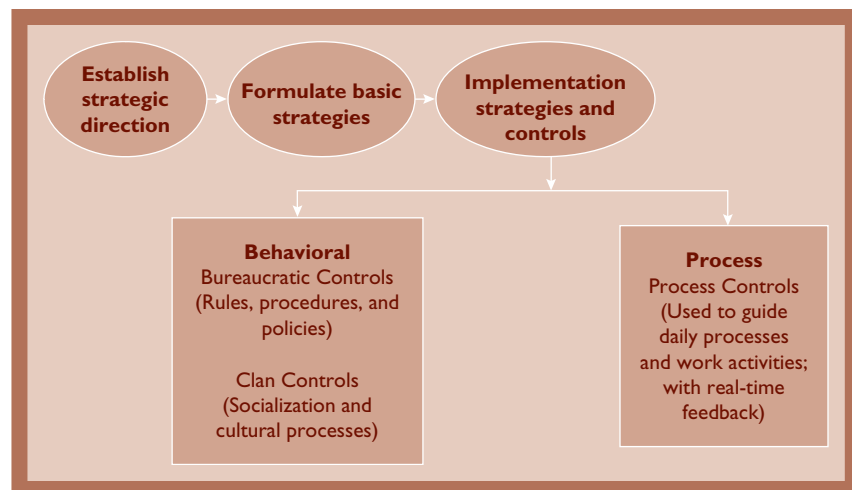 Establish
strategic
direction
Formulate basic
strategies
Implementation
strategies and
controls
Behavioral
Bureaucratic Controls
(Rules, procedures, and
policies)
Clan Controls
(Socialization and
cultural processes)
Process
Process Controls
(Used to guide
daily processes
and work activities;
with real-time
feedback)